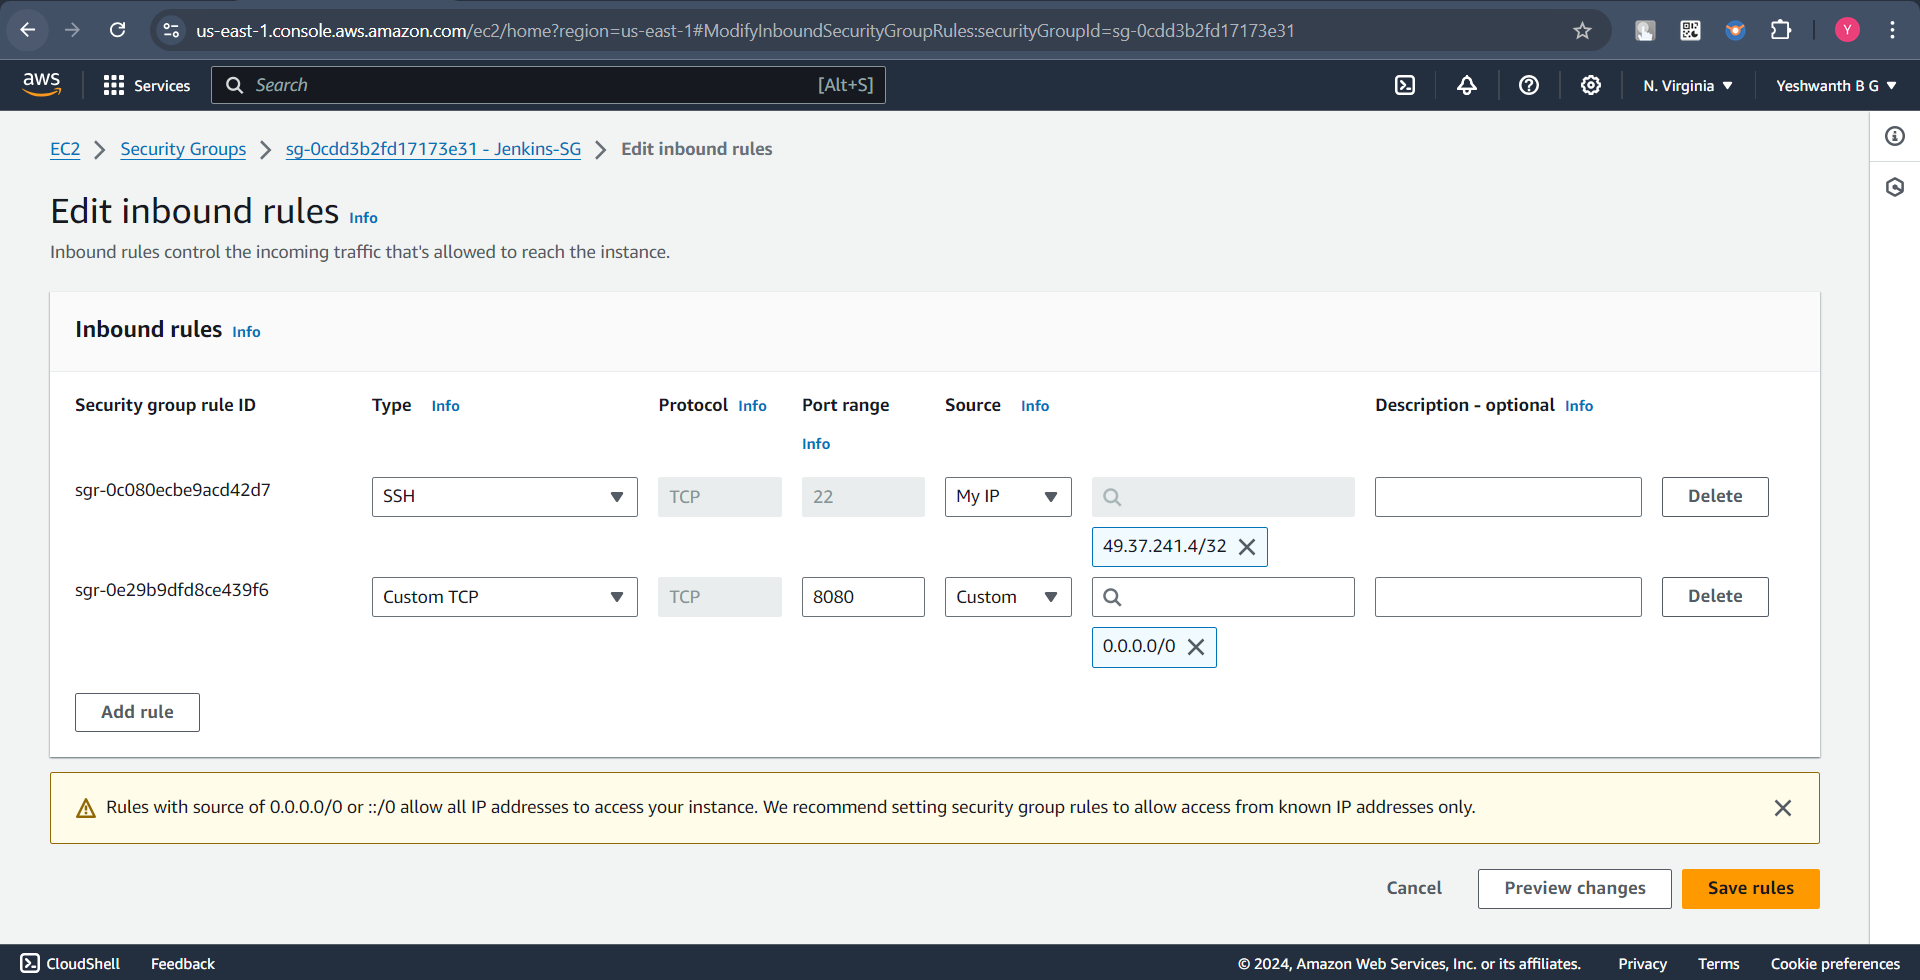 us-east-1.console.aws.amazon.com/ec2/home?region=us-east-1#ModifyInboundSecurityGroupRules:securityGroupId=sg-0cdd3b2fd17173e31
Y
aws Services Search [Alt+S] N. Virginia Yeshwanth B G
EC2 Security Groups sg-0cdd3b2fd17173e31 - Jenkins-SG Edit inbound rules
Edit inbound rules Info
Inbound rules control the incoming traffic that's allowed to reach the instance.
Inbound rules Info
Security group rule ID Type Info Protocol Info Port range Source Info Description - optional Info
Info
sgr-0c080ecbe9acd42d7 SSH TCP 22 My IP Delete
49.37.241.4/32
sgr-0e29b9dfd8ce439f6 Custom TCP TCP 8080 Custom Delete
0.0.0.0/0
Add rule
Rules with source of 0.0.0.0/0 or ::/0 allow all IP addresses to access your instance. We recommend setting security group rules to allow access from known IP addresses only.
Cancel Preview changes Save rules
CloudShell Feedback © 2024, Amazon Web Services, Inc. or its affiliates. Privacy Terms Cookie preferences